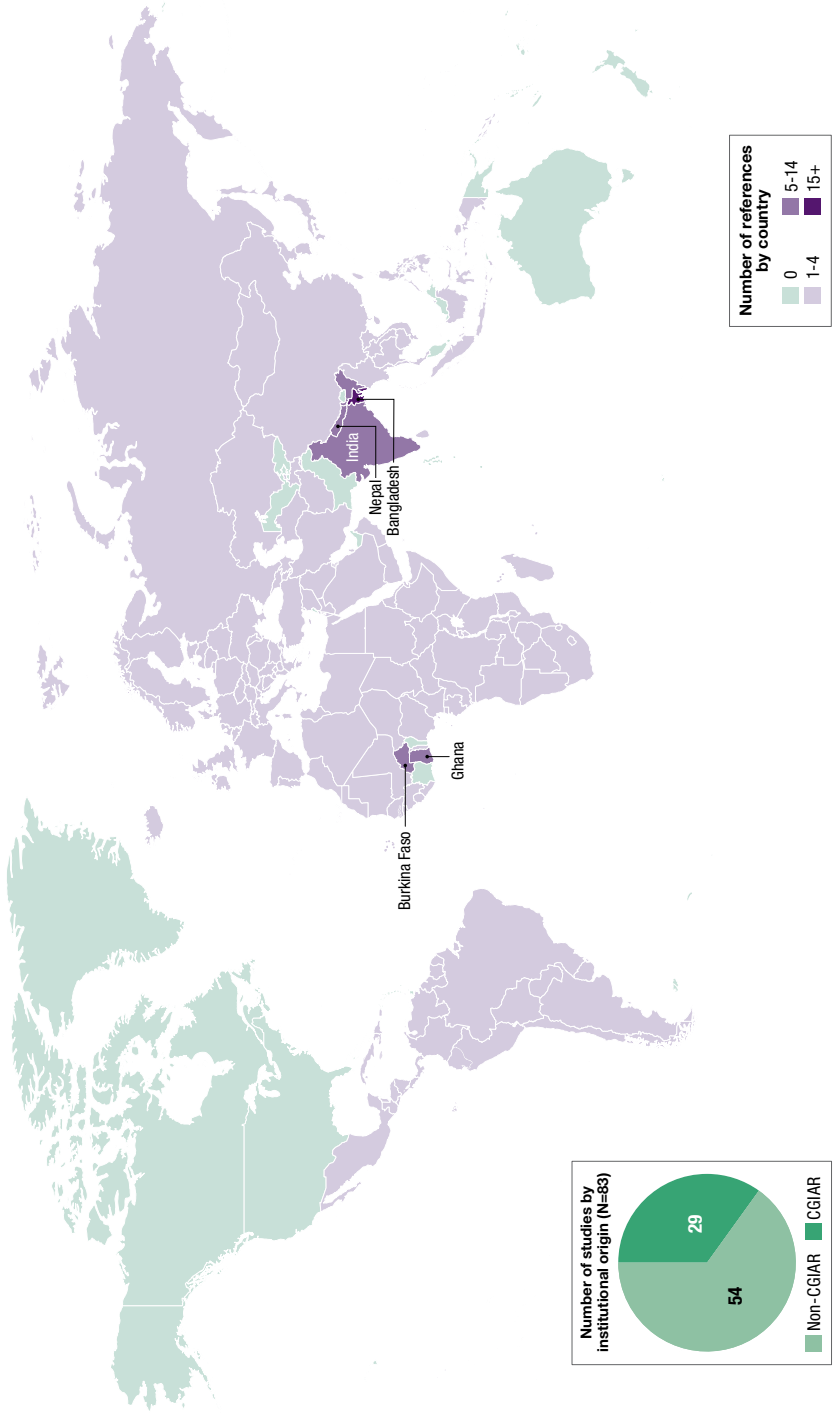 Burkina Faso
Ghana
India
Nepal
Bangladesh
Number of studies by
institutional origin (N=83)
54
29
Non-CGIAR
CGIAR
Number of references
by country
0
5-14
1-4
15+